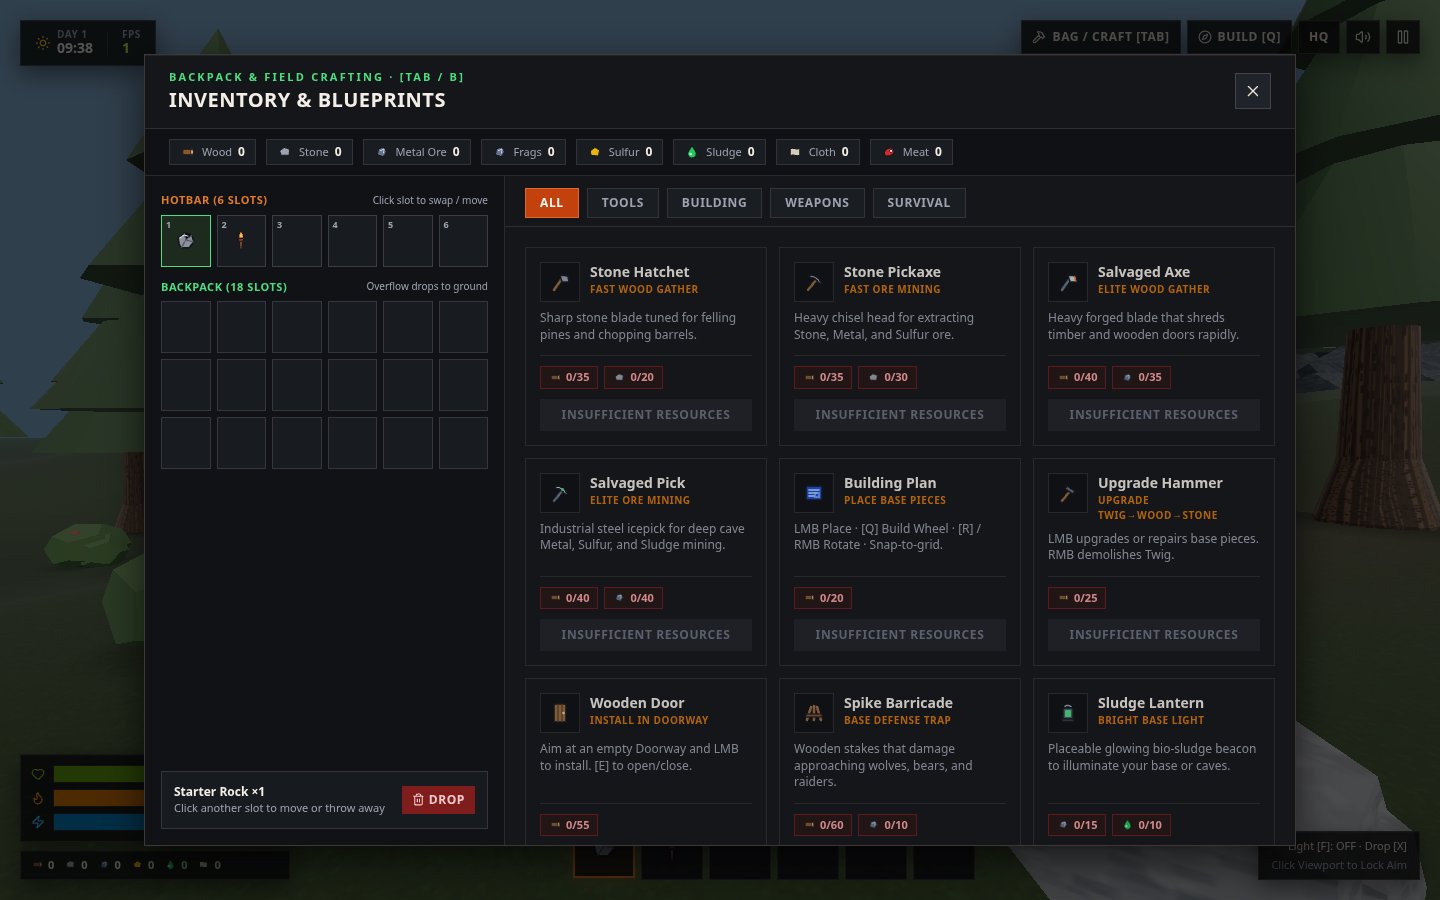 DAY 1
09:38
FPS
1
BAG / CRAFT [TAB]
BUILD [Q]
HQ
BACKPACK & FIELD CRAFTING · [TAB / B]
INVENTORY & BLUEPRINTS
Wood 0
Stone 0
Metal Ore 0
Frags 0
Sulfur 0
Sludge 0
Cloth 0
Meat 0
HOTBAR (6 SLOTS)
Click slot to swap / move
1
2
3
4
5
6
BACKPACK (18 SLOTS)
Overflow drops to ground
Starter Rock ×1
Click another slot to move or throw away
DROP
ALL
TOOLS
BUILDING
WEAPONS
SURVIVAL
Stone Hatchet
FAST WOOD GATHER
Sharp stone blade tuned for felling
pines and chopping barrels.
0/35
0/20
INSUFFICIENT RESOURCES
Stone Pickaxe
FAST ORE MINING
Heavy chisel head for extracting
Stone, Metal, and Sulfur ore.
0/35
0/30
INSUFFICIENT RESOURCES
Salvaged Axe
ELITE WOOD GATHER
Heavy forged blade that shreds
timber and wooden doors rapidly.
0/40
0/35
INSUFFICIENT RESOURCES
Salvaged Pick
ELITE ORE MINING
Industrial steel icepick for deep cave
Metal, Sulfur, and Sludge mining.
0/40
0/40
INSUFFICIENT RESOURCES
Building Plan
PLACE BASE PIECES
LMB Place · [Q] Build Wheel · [R] /
RMB Rotate · Snap-to-grid.
0/20
INSUFFICIENT RESOURCES
Upgrade Hammer
UPGRADE
TWIG→WOOD→STONE
LMB upgrades or repairs base pieces.
RMB demolishes Twig.
0/25
INSUFFICIENT RESOURCES
Wooden Door
INSTALL IN DOORWAY
Aim at an empty Doorway and LMB
to install. [E] to open/close.
0/55
Spike Barricade
BASE DEFENSE TRAP
Wooden stakes that damage
approaching wolves, bears, and
raiders.
0/60
0/10
Sludge Lantern
BRIGHT BASE LIGHT
Placeable glowing bio-sludge beacon
to illuminate your base or caves.
0/15
0/10
0
0
0
0
0
0
Light [F]: OFF · Drop [X]
Click Viewport to Lock Aim